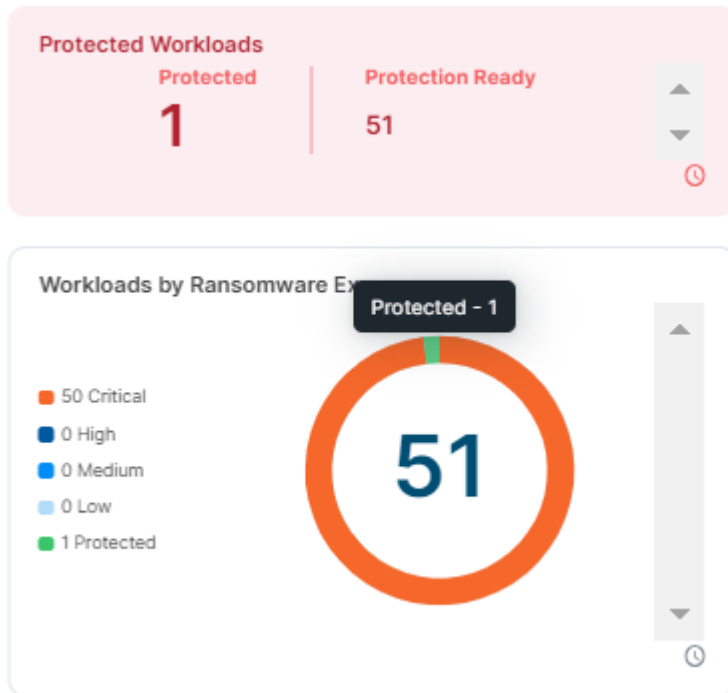 Protected Workloads
Protected
Protection Ready
1
51
Workloads by Ransomware Ex
Protected - 1
50 Critical
0 High
0 Medium
0 Low
1 Protected
51